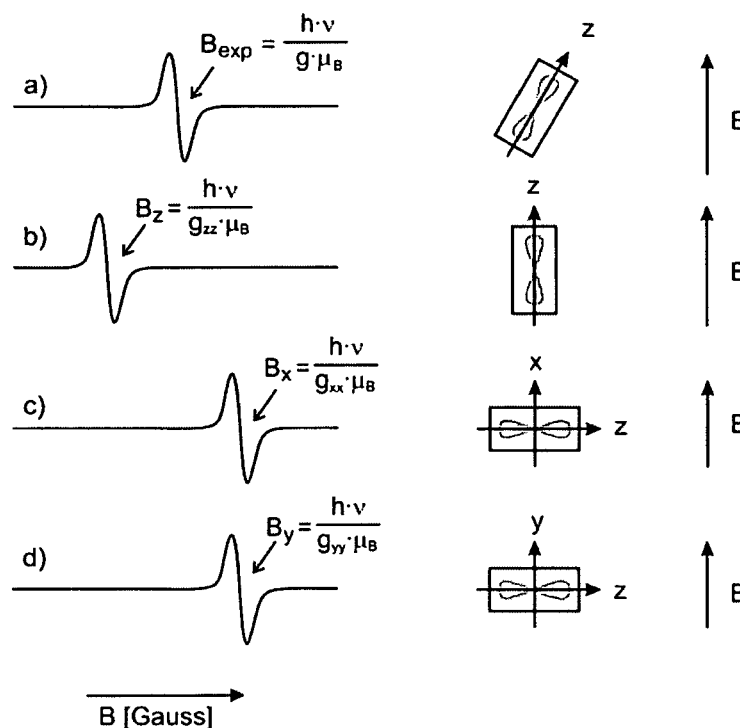 a) B_exp = h·ν / g·μ_B z B
b) B_z = h·ν / g_zz·μ_B z B
c) B_x = h·ν / g_xx·μ_B x z B
d) B_y = h·ν / g_yy·μ_B y z B
B [Gauss]